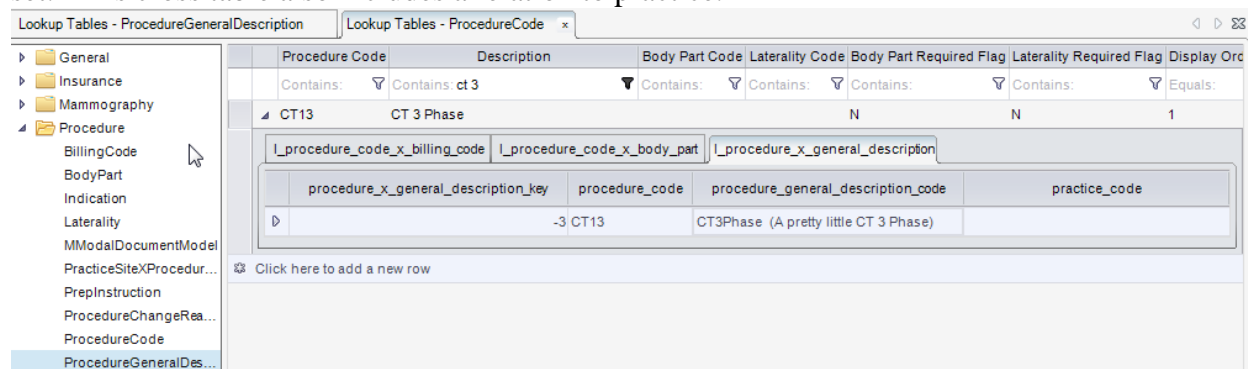 Lookup Tables - ProcedureGeneralDescription Lookup Tables - ProcedureCode x
General
Insurance
Mammography
Procedure
BillingCode
BodyPart
Indication
Laterality
MModalDocumentModel
PracticeSiteXProcedur...
PrepInstruction
ProcedureChangeRea...
ProcedureCode
ProcedureGeneralDes...
Procedure Code Description Body Part Code Laterality Code Body Part Required Flag Laterality Required Flag Display Ord
Contains: Contains: ct 3 Contains: Contains: Contains: Contains: Equals:
CT13 CT 3 Phase N N 1
l_procedure_code_x_billing_code l_procedure_code_x_body_part l_procedure_x_general_description
procedure_x_general_description_key procedure_code procedure_general_description_code practice_code
-3 CT13 CT3Phase (A pretty little CT 3 Phase)
Click here to add a new row